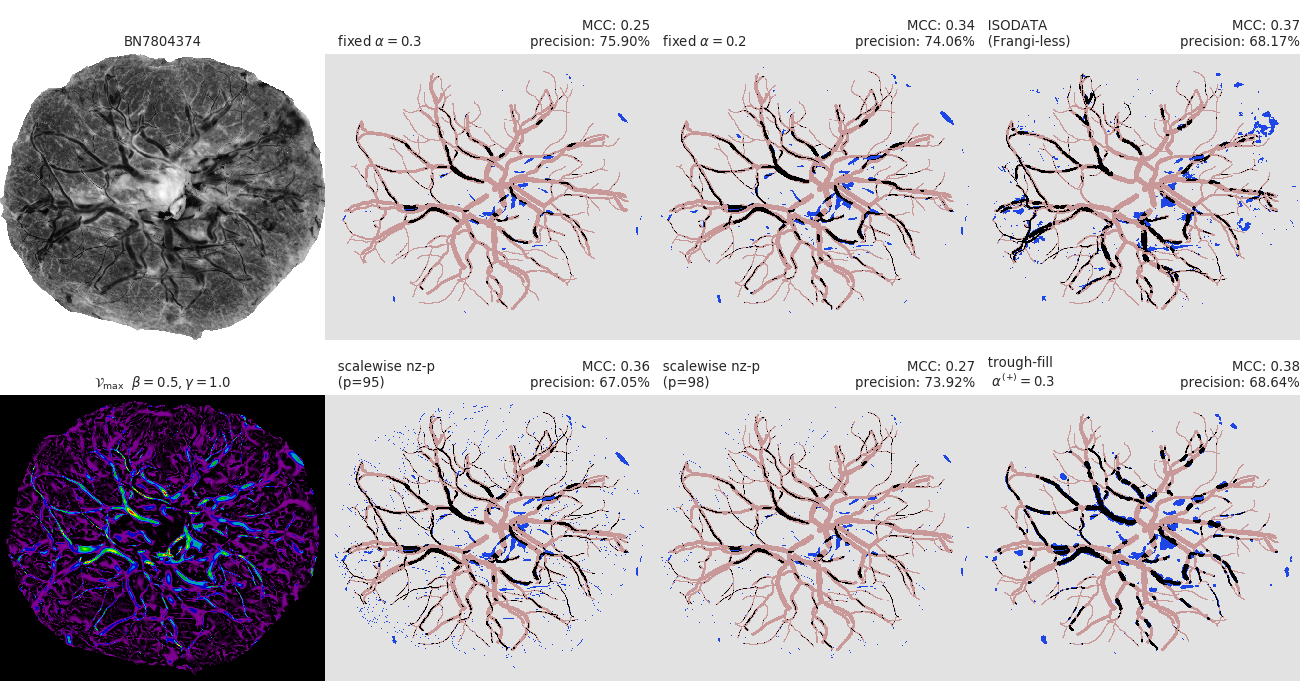 BN7804374
fixed α = 0.3
MCC: 0.25
precision: 75.90%
fixed α = 0.2
MCC: 0.34
precision: 74.06%
ISODATA
(Frangi-less)
MCC: 0.37
precision: 68.17%
𝒱max β = 0.5, γ = 1.0
scalewise nz-p
(p=95)
MCC: 0.36
precision: 67.05%
scalewise nz-p
(p=98)
MCC: 0.27
precision: 73.92%
trough-fill
α(+) = 0.3
MCC: 0.38
precision: 68.64%